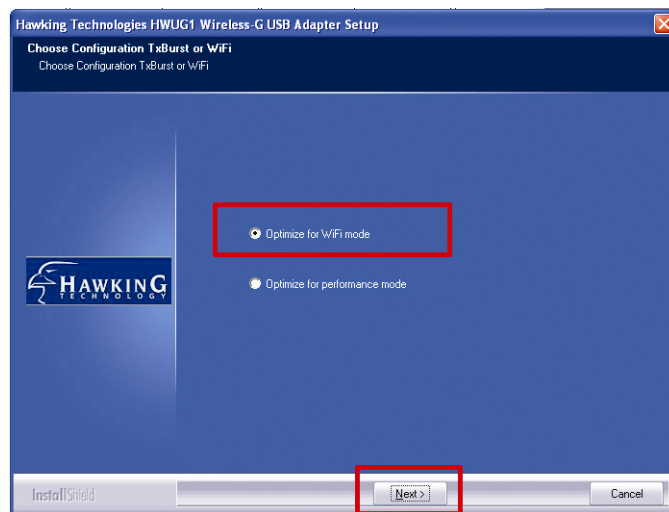 Hawking Technologies HWUG1 Wireless-G USB Adapter Setup
Choose Configuration TxBurst or WiFi
Choose Configuration TxBurst or WiFi
Optimize for WiFi mode
Optimize for performance mode
HAWKING
TECHNOLOGY
InstallShield
Next >
Cancel